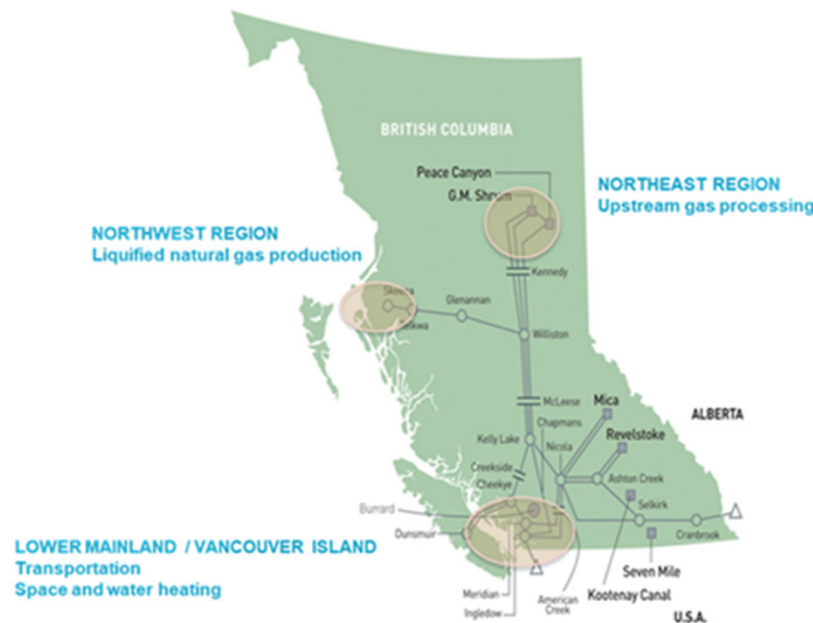 BRITISH COLUMBIA
Peace Canyon
G.M. Shrum
NORTHEAST REGION
Upstream gas processing
NORTHWEST REGION
Liquified natural gas production
Kennedy
Skeena
Glenannan
Williston
McLeese
Mica
ALBERTA
Chapmans
Revelstoke
Kelly Lake
Nicola
Creekside
Ashton Creek
Cheekye
Selkirk
Burrard
Dunsmuir
Cranbrook
LOWER MAINLAND / VANCOUVER ISLAND
Transportation
Space and water heating
Seven Mile
Meridian
American
Creek
Kootenay Canal
Ingledow
U.S.A.